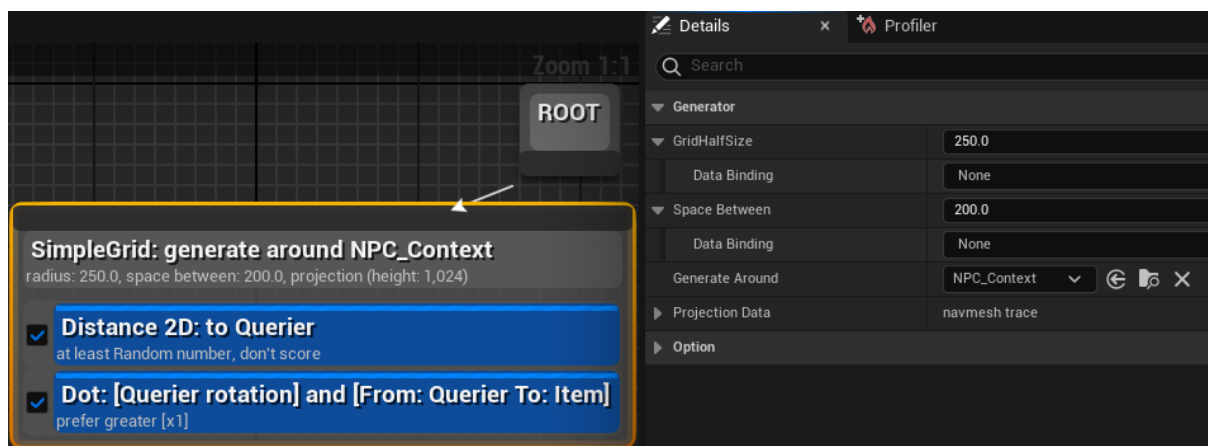 Zoom 1:1
ROOT
SimpleGrid: generate around NPC_Context
radius: 250.0, space between: 200.0, projection (height: 1,024)
Distance 2D: to Querier
at least Random number, don't score
Dot: [Querier rotation] and [From: Querier To: Item]
prefer greater [x1]
Details
Profiler
Search
Generator
GridHalfSize 250.0
Data Binding None
Space Between 200.0
Data Binding None
Generate Around NPC_Context
Projection Data navmesh trace
Option